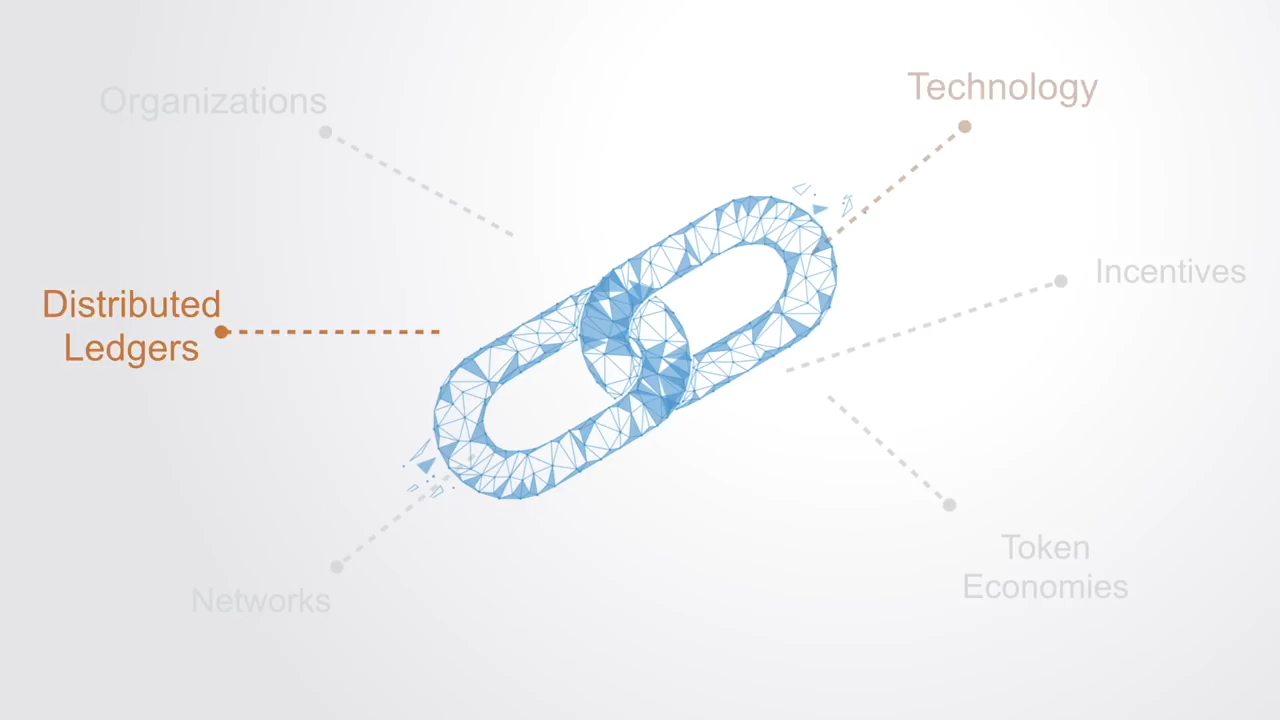 Organizations
Technology
Distributed
Ledgers
Incentives
Token
Economies
Networks